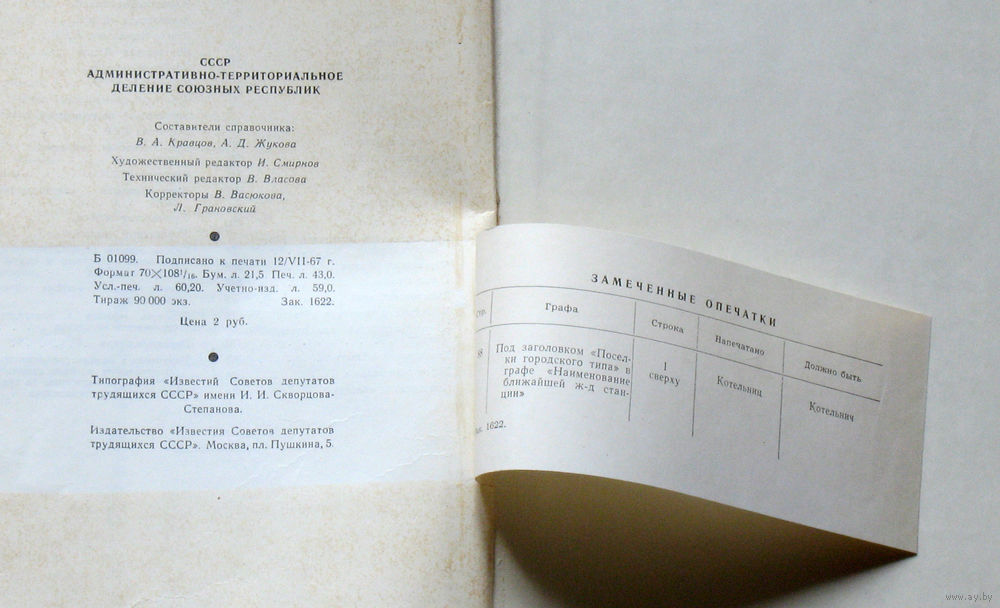 СССР
АДМИНИСТРАТИВНО-ТЕРРИТОРИАЛЬНОЕ
ДЕЛЕНИЕ СОЮЗНЫХ РЕСПУБЛИК
Составители справочника:
В. А. Кравцов, А. Д. Жукова
Художественный редактор И. Смирнов
Технический редактор В. Власова
Корректоры В. Васюкова,
Л. Грановский
Б 01099. Подписано к печати 12/VII-67 г.
Формат 70×108¹/₁₆. Бум. л. 21,5 Печ. л. 43,0.
Усл.-печ. л. 60,20. Учетно-изд. л. 59,0.
Тираж 90 000 экз. Зак. 1622.
Цена 2 руб.
Типография «Известий Советов депутатов
трудящихся СССР» имени И. И. Скворцова-
Степанова.
Издательство «Известия Советов депутатов
трудящихся СССР». Москва, пл. Пушкина, 5.
ЗАМЕЧЕННЫЕ ОПЕЧАТКИ
Стр.
Графа
Строка
Напечатано
Должно быть
Под заголовком «Посел-
ки городского типа» в
графе «Наименование
ближайшей ж-д стан-
ции»
1
сверху
Котельниц
Котельнич
1622.
www.ay.by